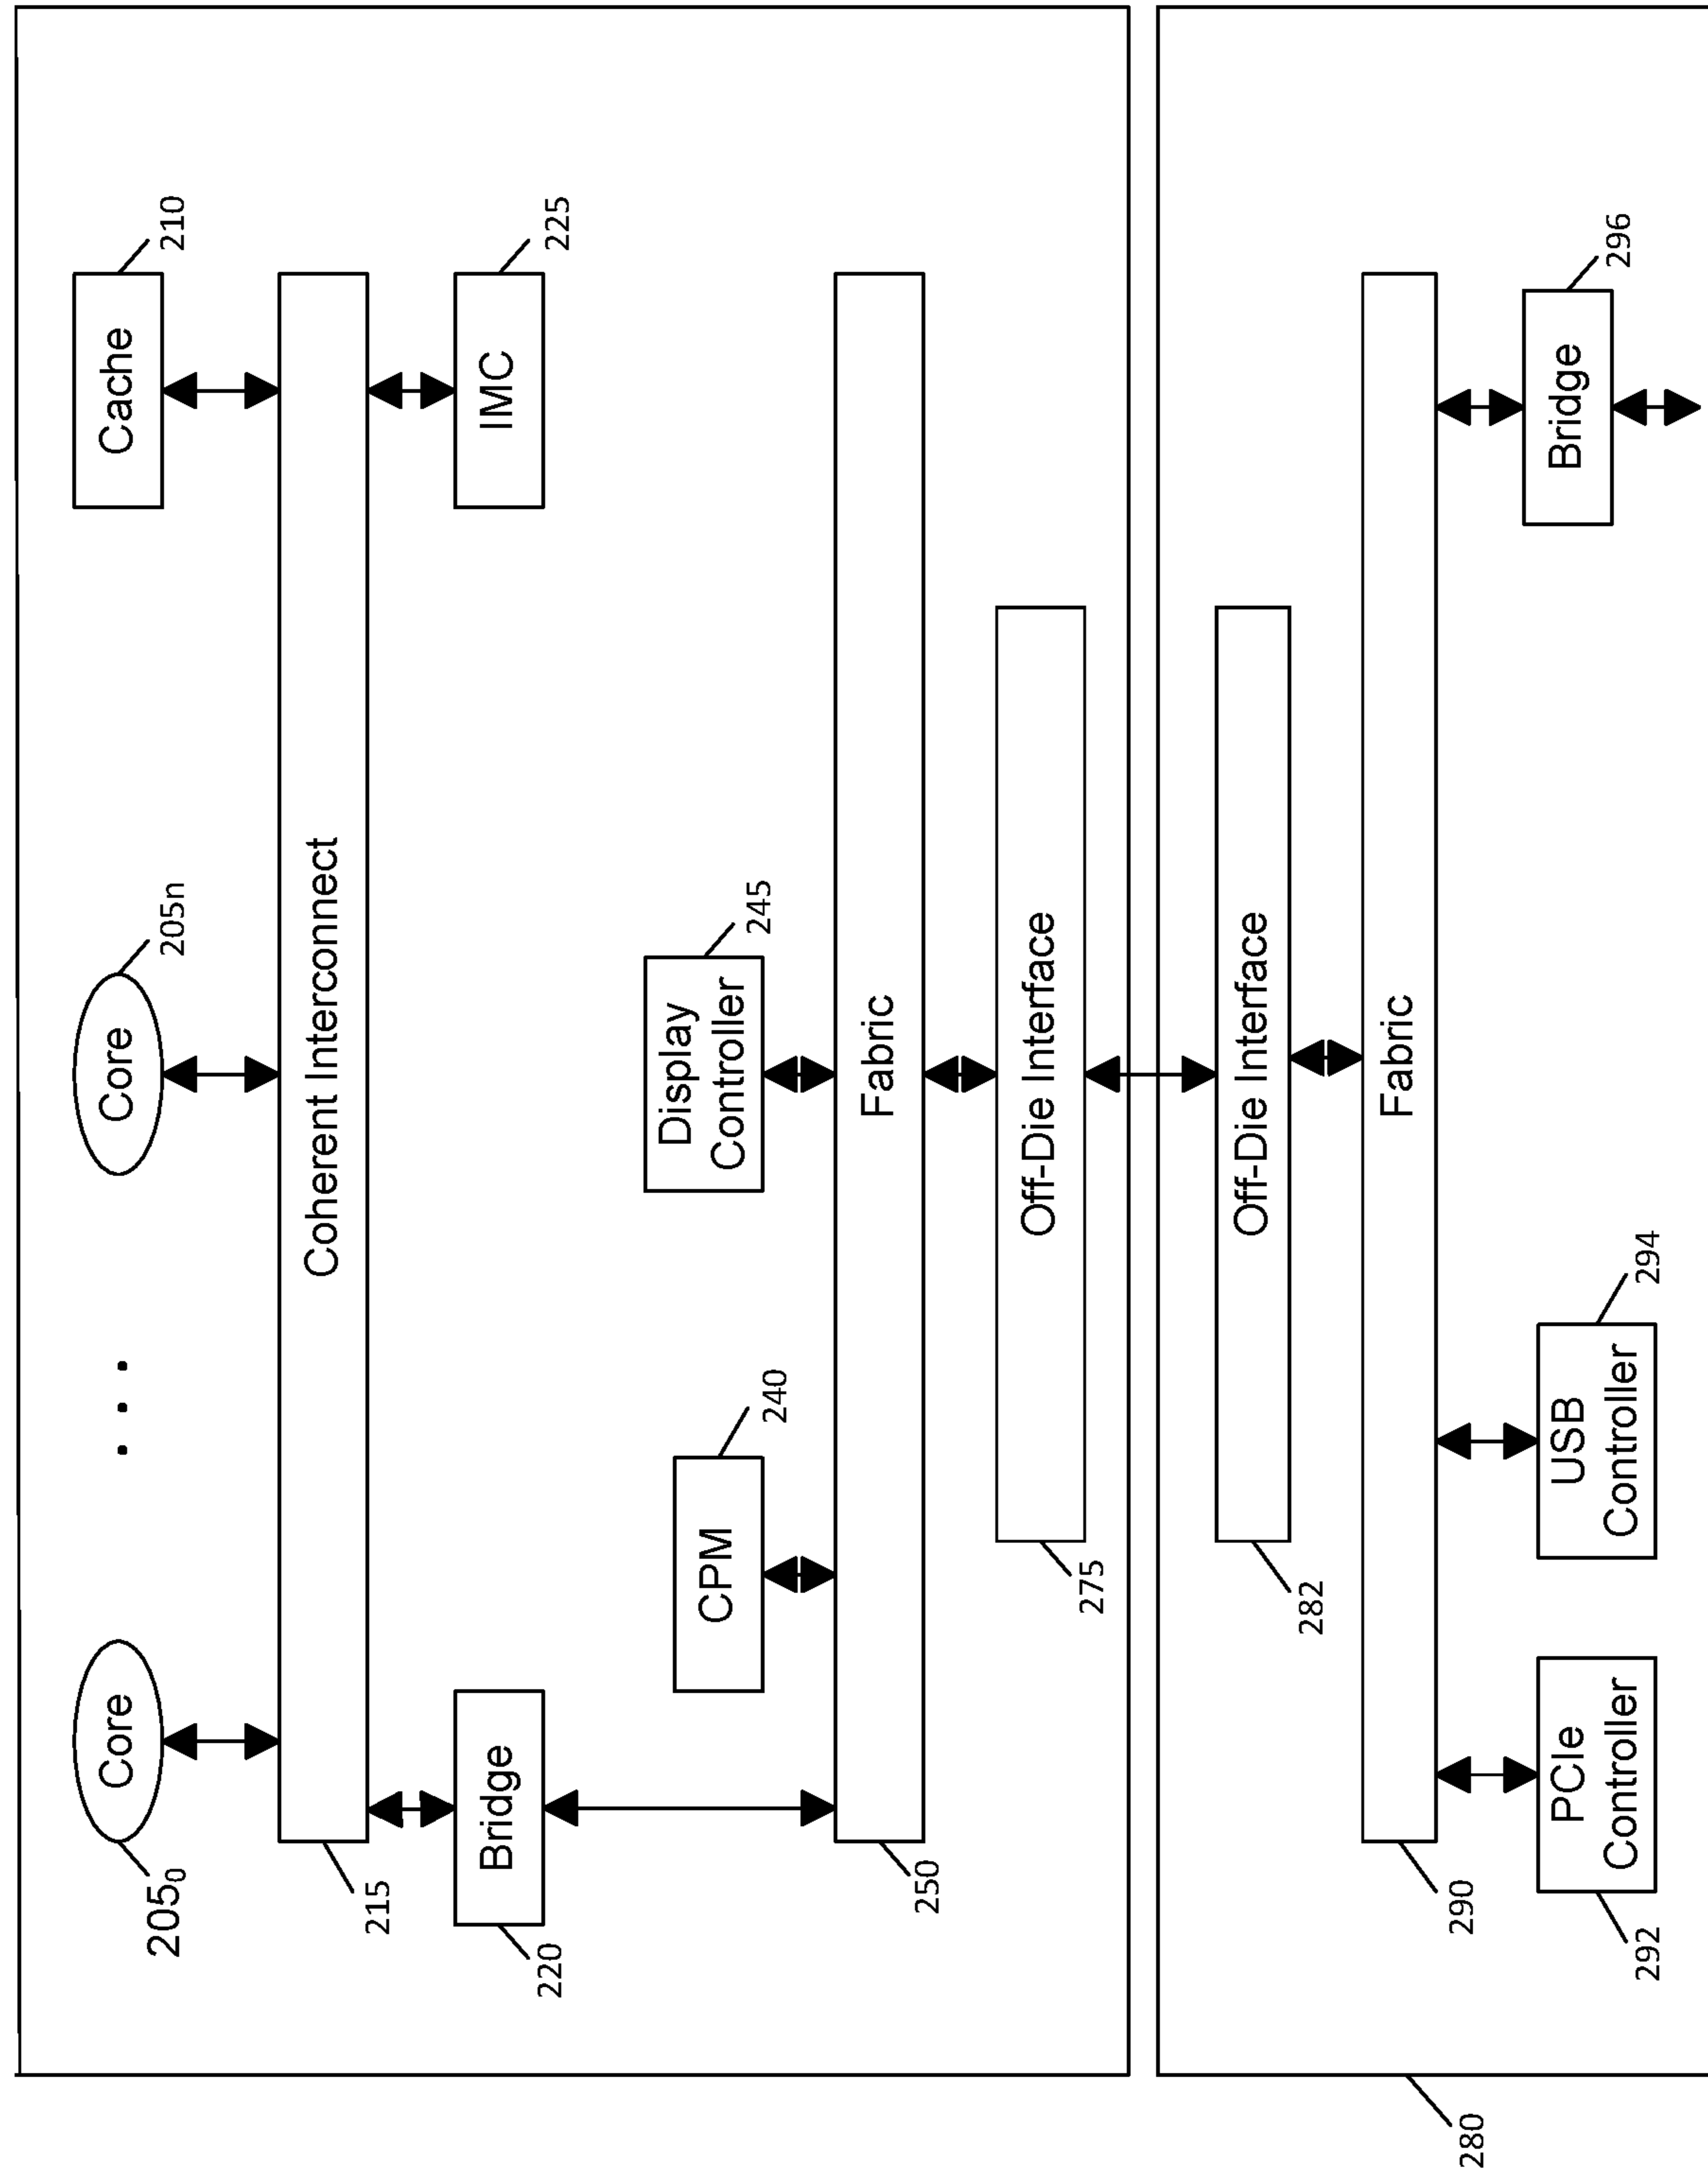 Core
. . .
Core
Cache
205₀
205n
210
Coherent Interconnect
215
Bridge
IMC
220
225
CPM
240
Display
Controller
245
Fabric
250
Off-Die Interface
275
Off-Die Interface
282
Fabric
290
PCIe
Controller
292
USB
Controller
294
Bridge
296
280